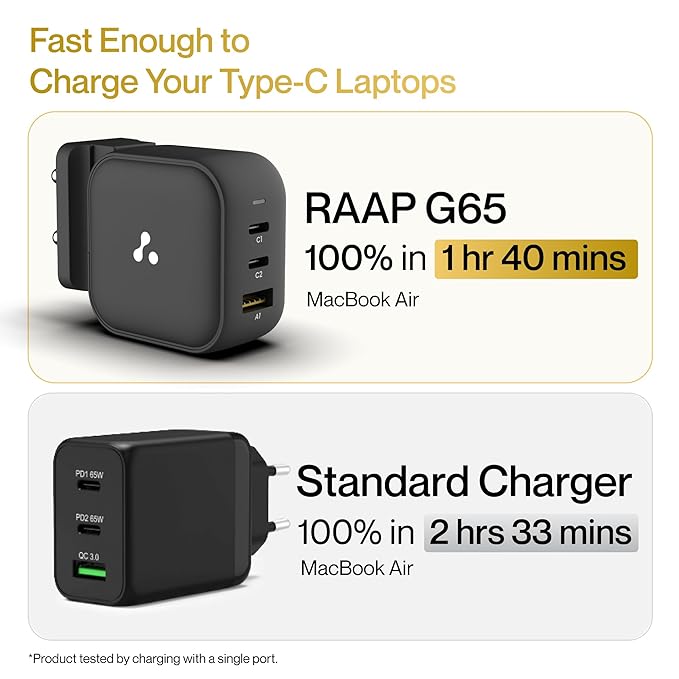 Fast Enough to
Charge Your Type-C Laptops
C1
C2
A1
RAAP G65
100% in 1 hr 40 mins
MacBook Air
PD1 65W
PD2 65W
QC 3.0
Standard Charger
100% in 2 hrs 33 mins
MacBook Air
*Product tested by charging with a single port.